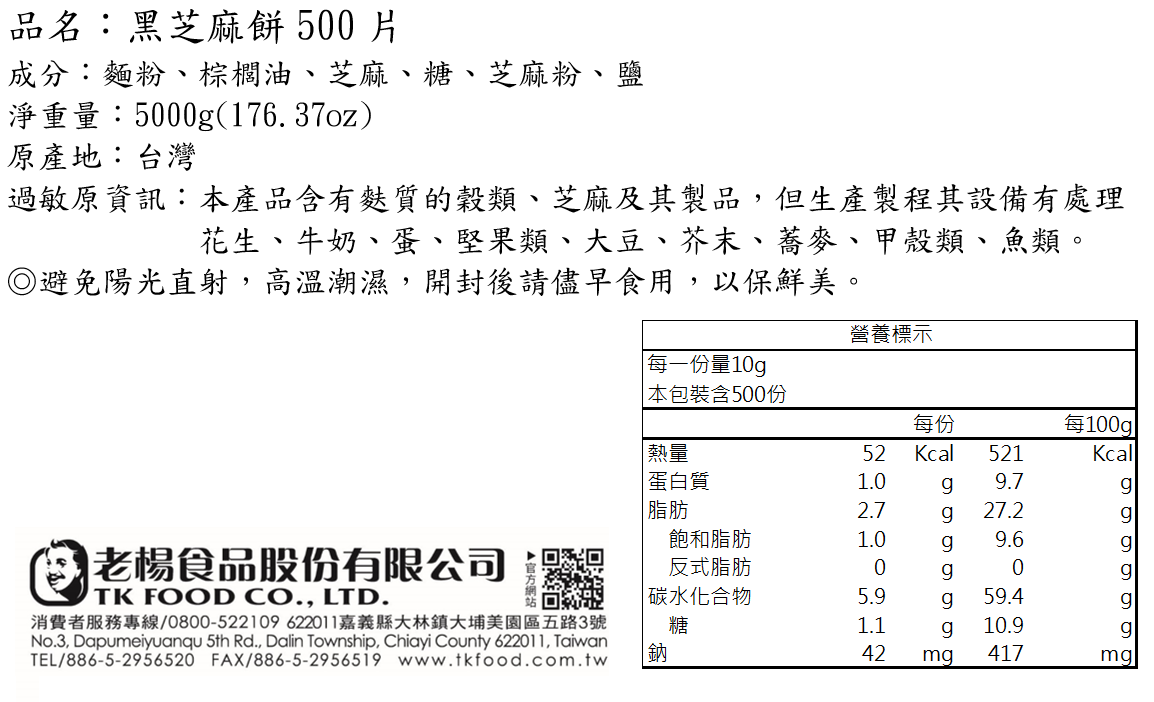 品名：黑芝麻餅 500 片
成分：麵粉、棕櫚油、芝麻、糖、芝麻粉、鹽
淨重量：5000g(176.37oz)
原產地：台灣
過敏原資訊：本產品含有麩質的穀類、芝麻及其製品，但生產製程其設備有處理
花生、牛奶、蛋、堅果類、大豆、芥末、蕎麥、甲殼類、魚類。
◎避免陽光直射，高溫潮濕，開封後請儘早食用，以保鮮美。
營養標示
每一份量10g
本包裝含500份
每份 每100g
熱量 52 Kcal 521 Kcal
蛋白質 1.0 g 9.7 g
脂肪 2.7 g 27.2 g
飽和脂肪 1.0 g 9.6 g
反式脂肪 0 g 0 g
碳水化合物 5.9 g 59.4 g
糖 1.1 g 10.9 g
鈉 42 mg 417 mg
老楊食品股份有限公司
TK FOOD CO., LTD.
▶官方網站
消費者服務專線/0800-522109 622011嘉義縣大林鎮大埔美園區五路3號
No.3, Dapumeiyuanqu 5th Rd., Dalin Township, Chiayi County 622011, Taiwan
TEL/886-5-2956520 FAX/886-5-2956519 www.tkfood.com.tw